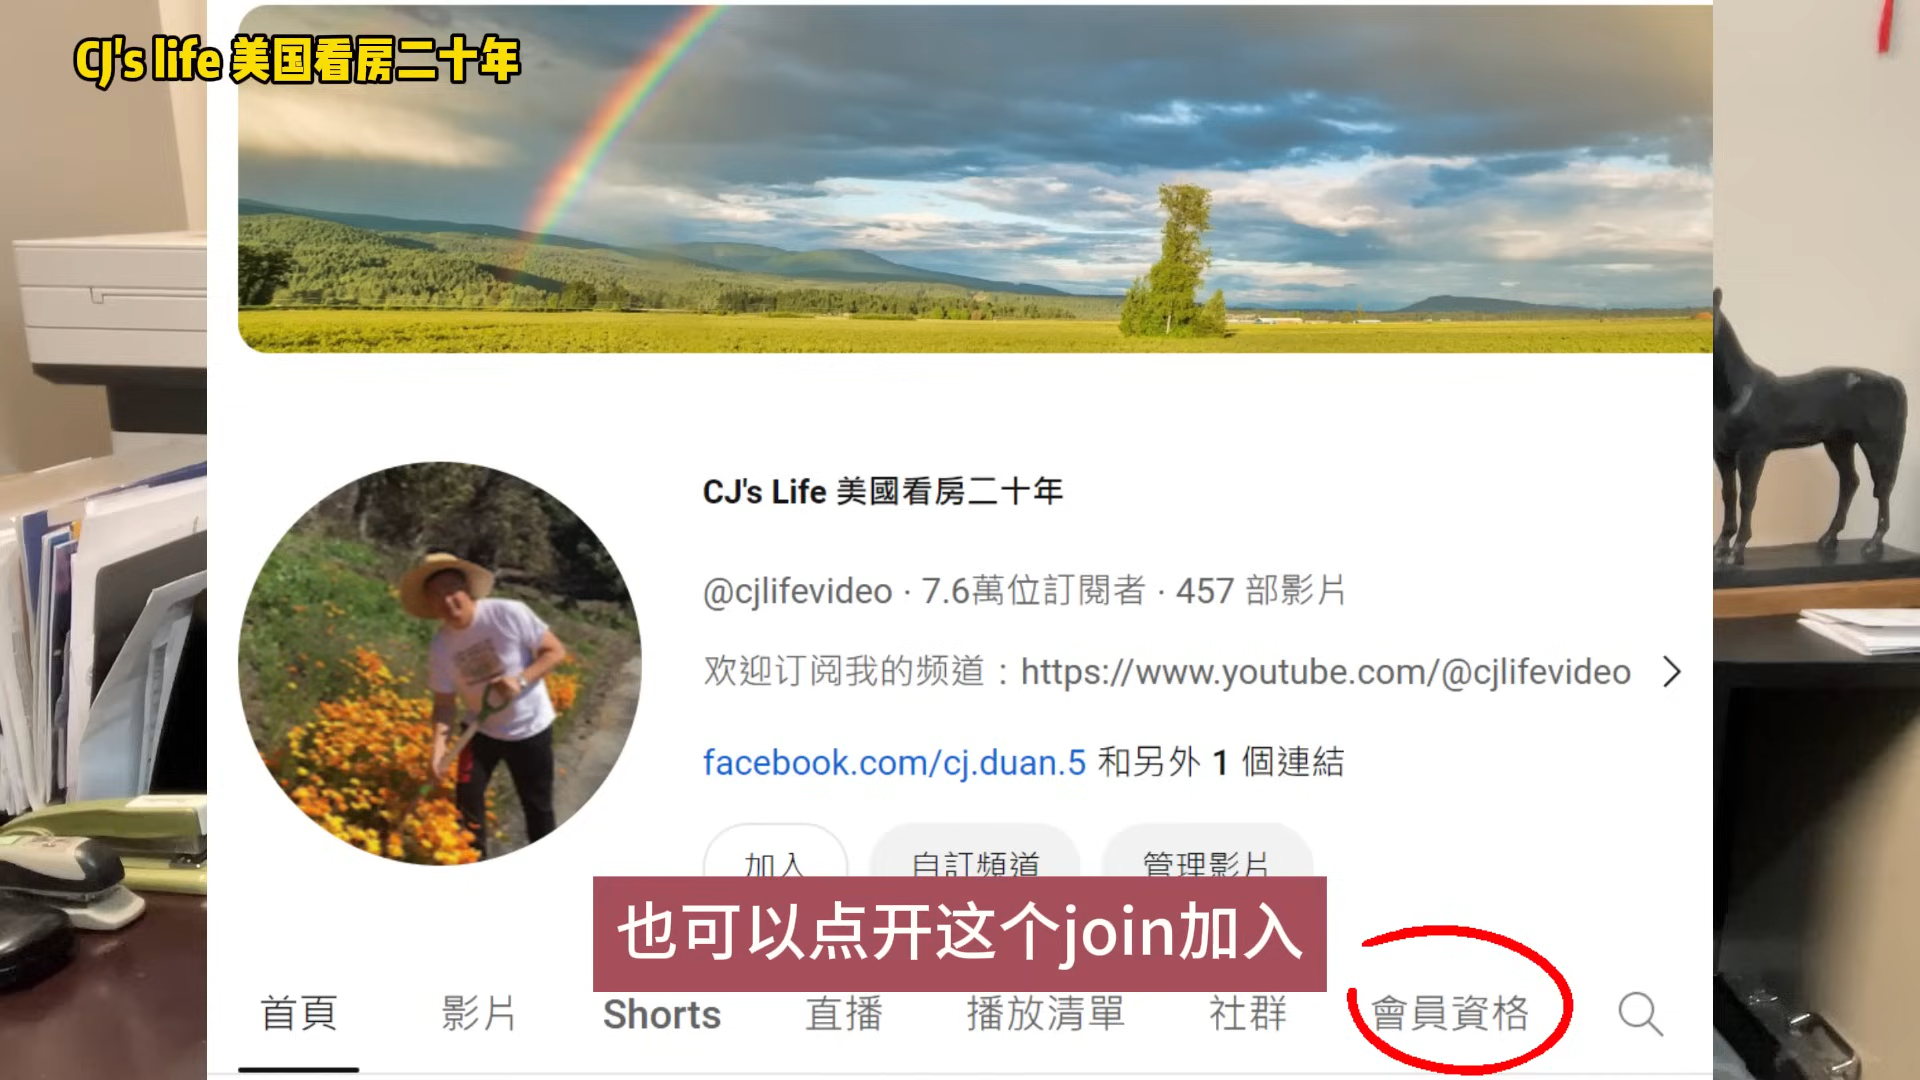 CJ's life 美国看房二十年
CJ's Life 美國看房二十年
@cjlifevideo · 7.6萬位訂閱者 · 457 部影片
欢迎订阅我的频道：https://www.youtube.com/@cjlifevideo
facebook.com/cj.duan.5 和另外 1 個連結
加入 自訂頻道 管理影片
也可以点开这个join加入
首頁 影片 Shorts 直播 播放清單 社群 會員資格